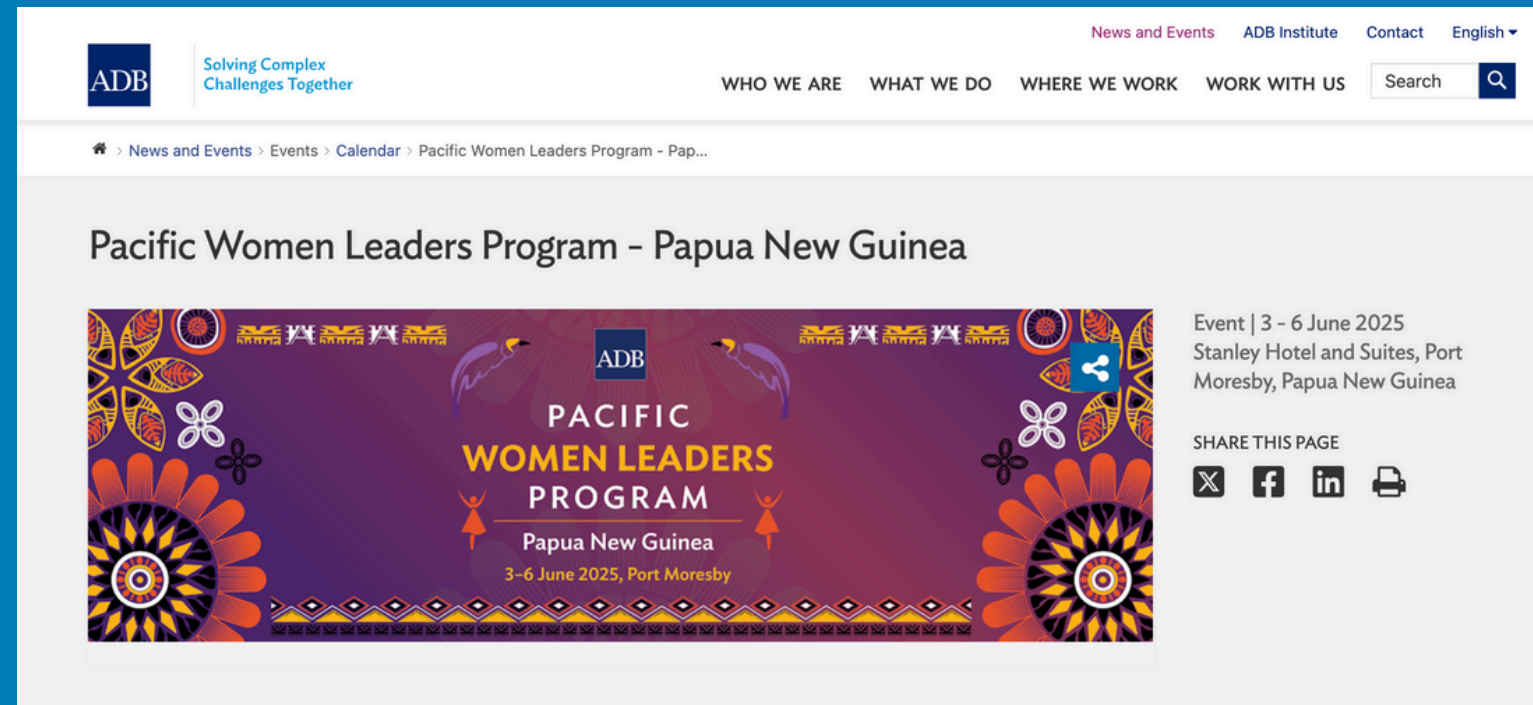 News and Events ADB Institute Contact English
ADB
Solving Complex
Challenges Together
WHO WE ARE WHAT WE DO WHERE WE WORK WORK WITH US Search
> News and Events > Events > Calendar > Pacific Women Leaders Program - Pap...
Pacific Women Leaders Program - Papua New Guinea
ADB
PACIFIC
WOMEN LEADERS
PROGRAM
Papua New Guinea
3–6 June 2025, Port Moresby
Event | 3 - 6 June 2025
Stanley Hotel and Suites, Port
Moresby, Papua New Guinea
SHARE THIS PAGE